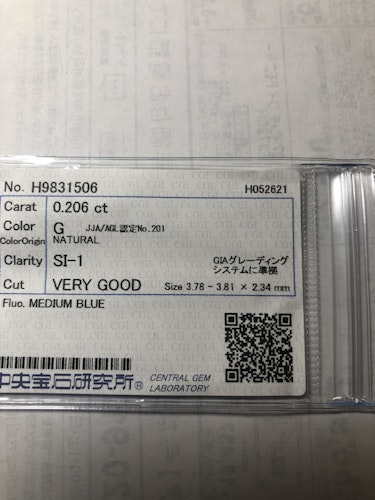 No. H9831506 H052621
Carat 0.206 ct
Color G JJA/AGL認定No.201
ColorOrigin NATURAL
Clarity SI-1 GIAグレーディング
システムに準拠
Cut VERY GOOD Size 3.78 - 3.81 × 2.34 mm
Fluo. MEDIUM BLUE
中央宝石研究所® CENTRAL GEM
LABORATORY